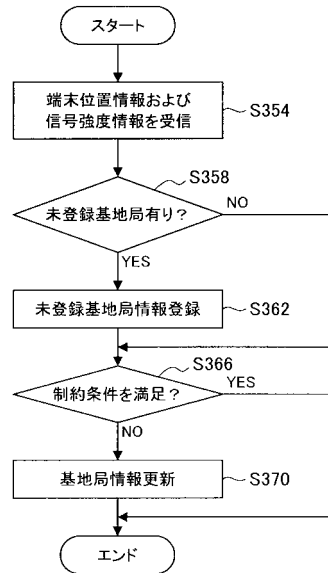 スタート
端末位置情報および
信号強度情報を受信
S354
S358
未登録基地局有り?
NO
YES
未登録基地局情報登録
S362
S366
制約条件を満足?
YES
NO
基地局情報更新
S370
エンド